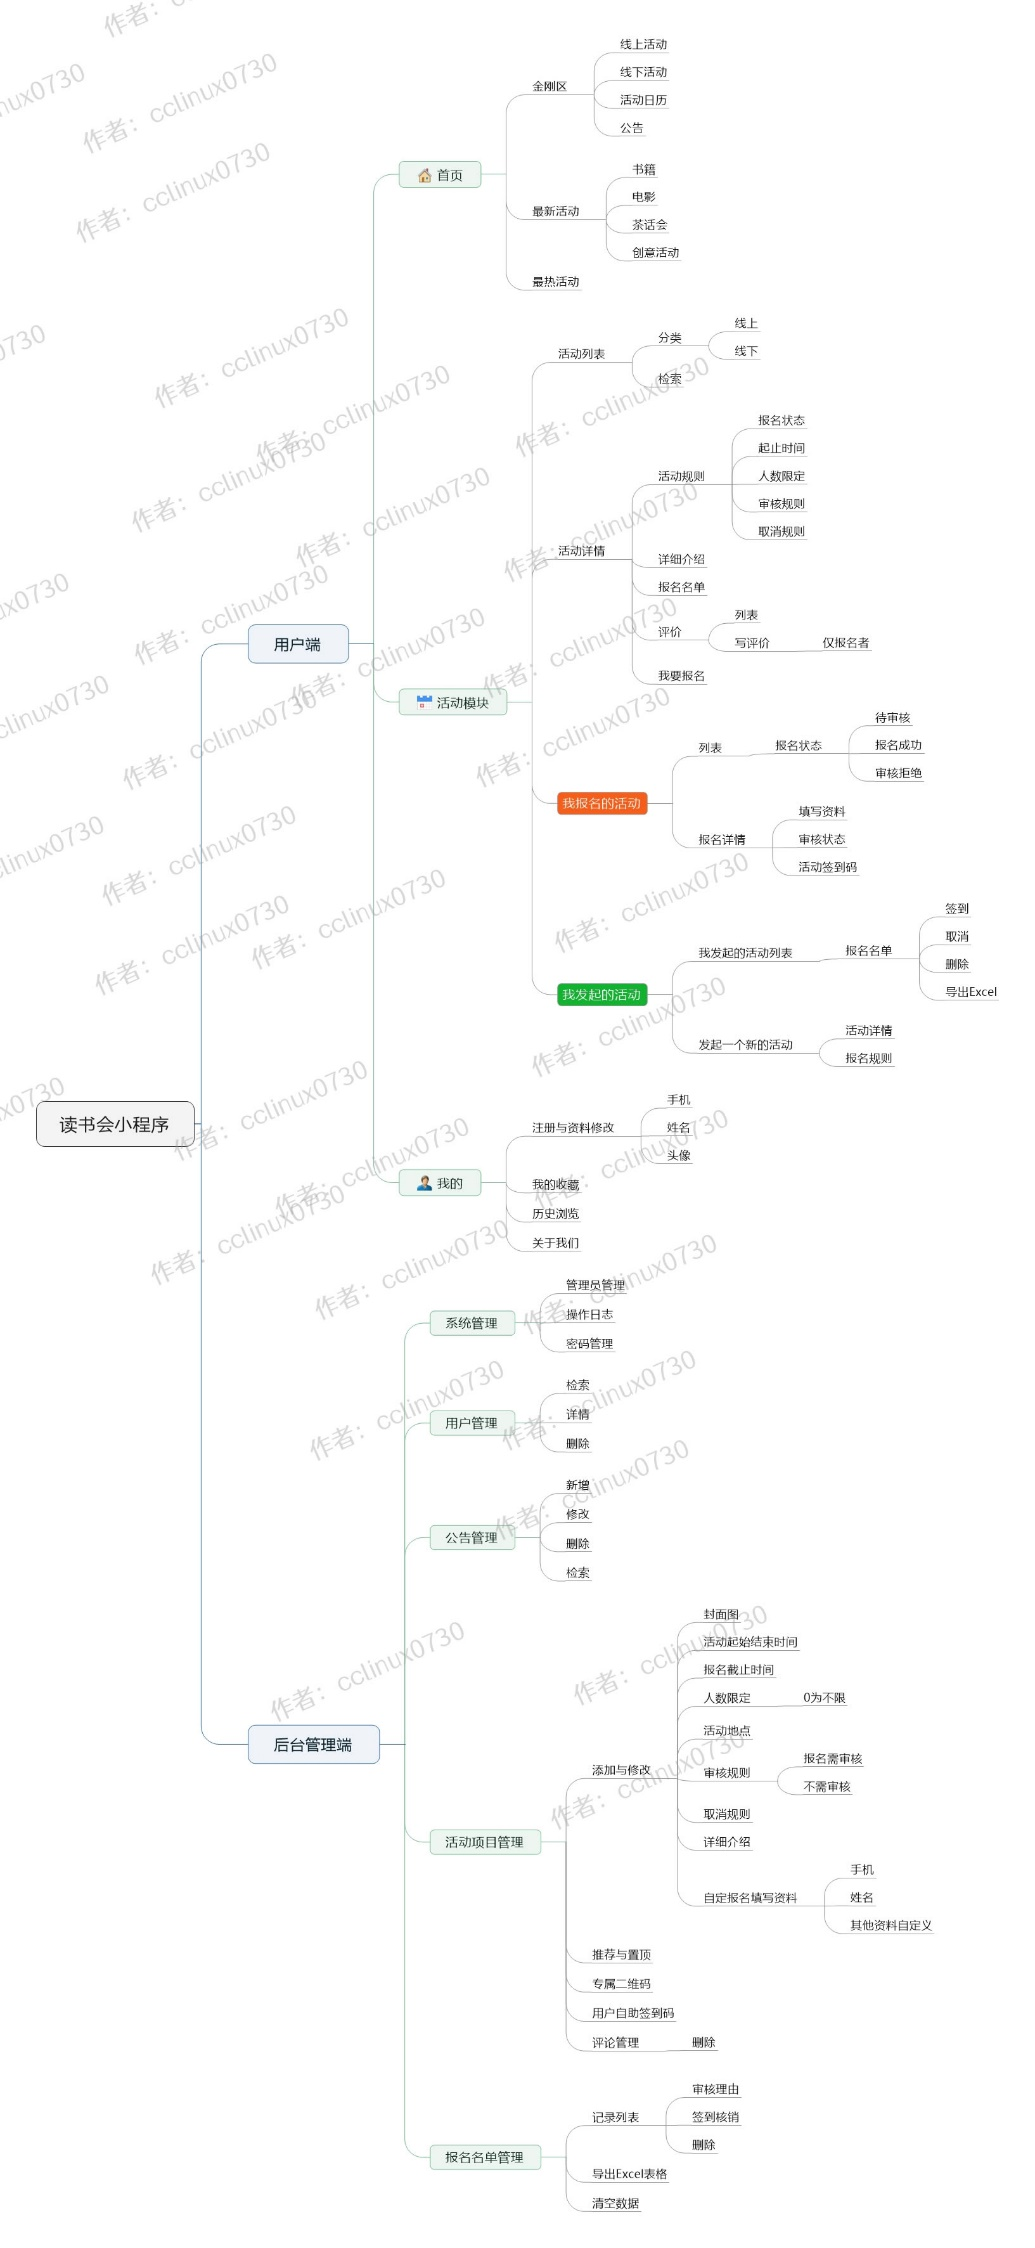 读书会小程序
用户端
首页
金刚区
线上活动
线下活动
活动日历
公告
最新活动
书籍
电影
茶话会
创意活动
最热活动
活动模块
活动列表
分类
线上
线下
检索
活动详情
活动规则
报名状态
起止时间
人数限定
审核规则
取消规则
详细介绍
报名名单
评价
列表
写评价
仅报名者
我要报名
我报名的活动
列表
报名状态
待审核
报名成功
审核拒绝
报名详情
填写资料
审核状态
活动签到码
我发起的活动
我发起的活动列表
报名名单
签到
取消
删除
导出Excel
发起一个新的活动
活动详情
报名规则
我的
注册与资料修改
手机
姓名
头像
我的收藏
历史浏览
关于我们
后台管理端
系统管理
管理员管理
操作日志
密码管理
用户管理
检索
详情
删除
公告管理
新增
修改
删除
检索
活动项目管理
添加与修改
封面图
活动起始结束时间
报名截止时间
人数限定
0为不限
活动地点
审核规则
报名需审核
不需审核
取消规则
详细介绍
自定报名填写资料
手机
姓名
其他资料自定义
推荐与置顶
专属二维码
用户自助签到码
评论管理
删除
报名名单管理
记录列表
审核理由
签到核销
删除
导出Excel表格
清空数据
作者：cclinux0730